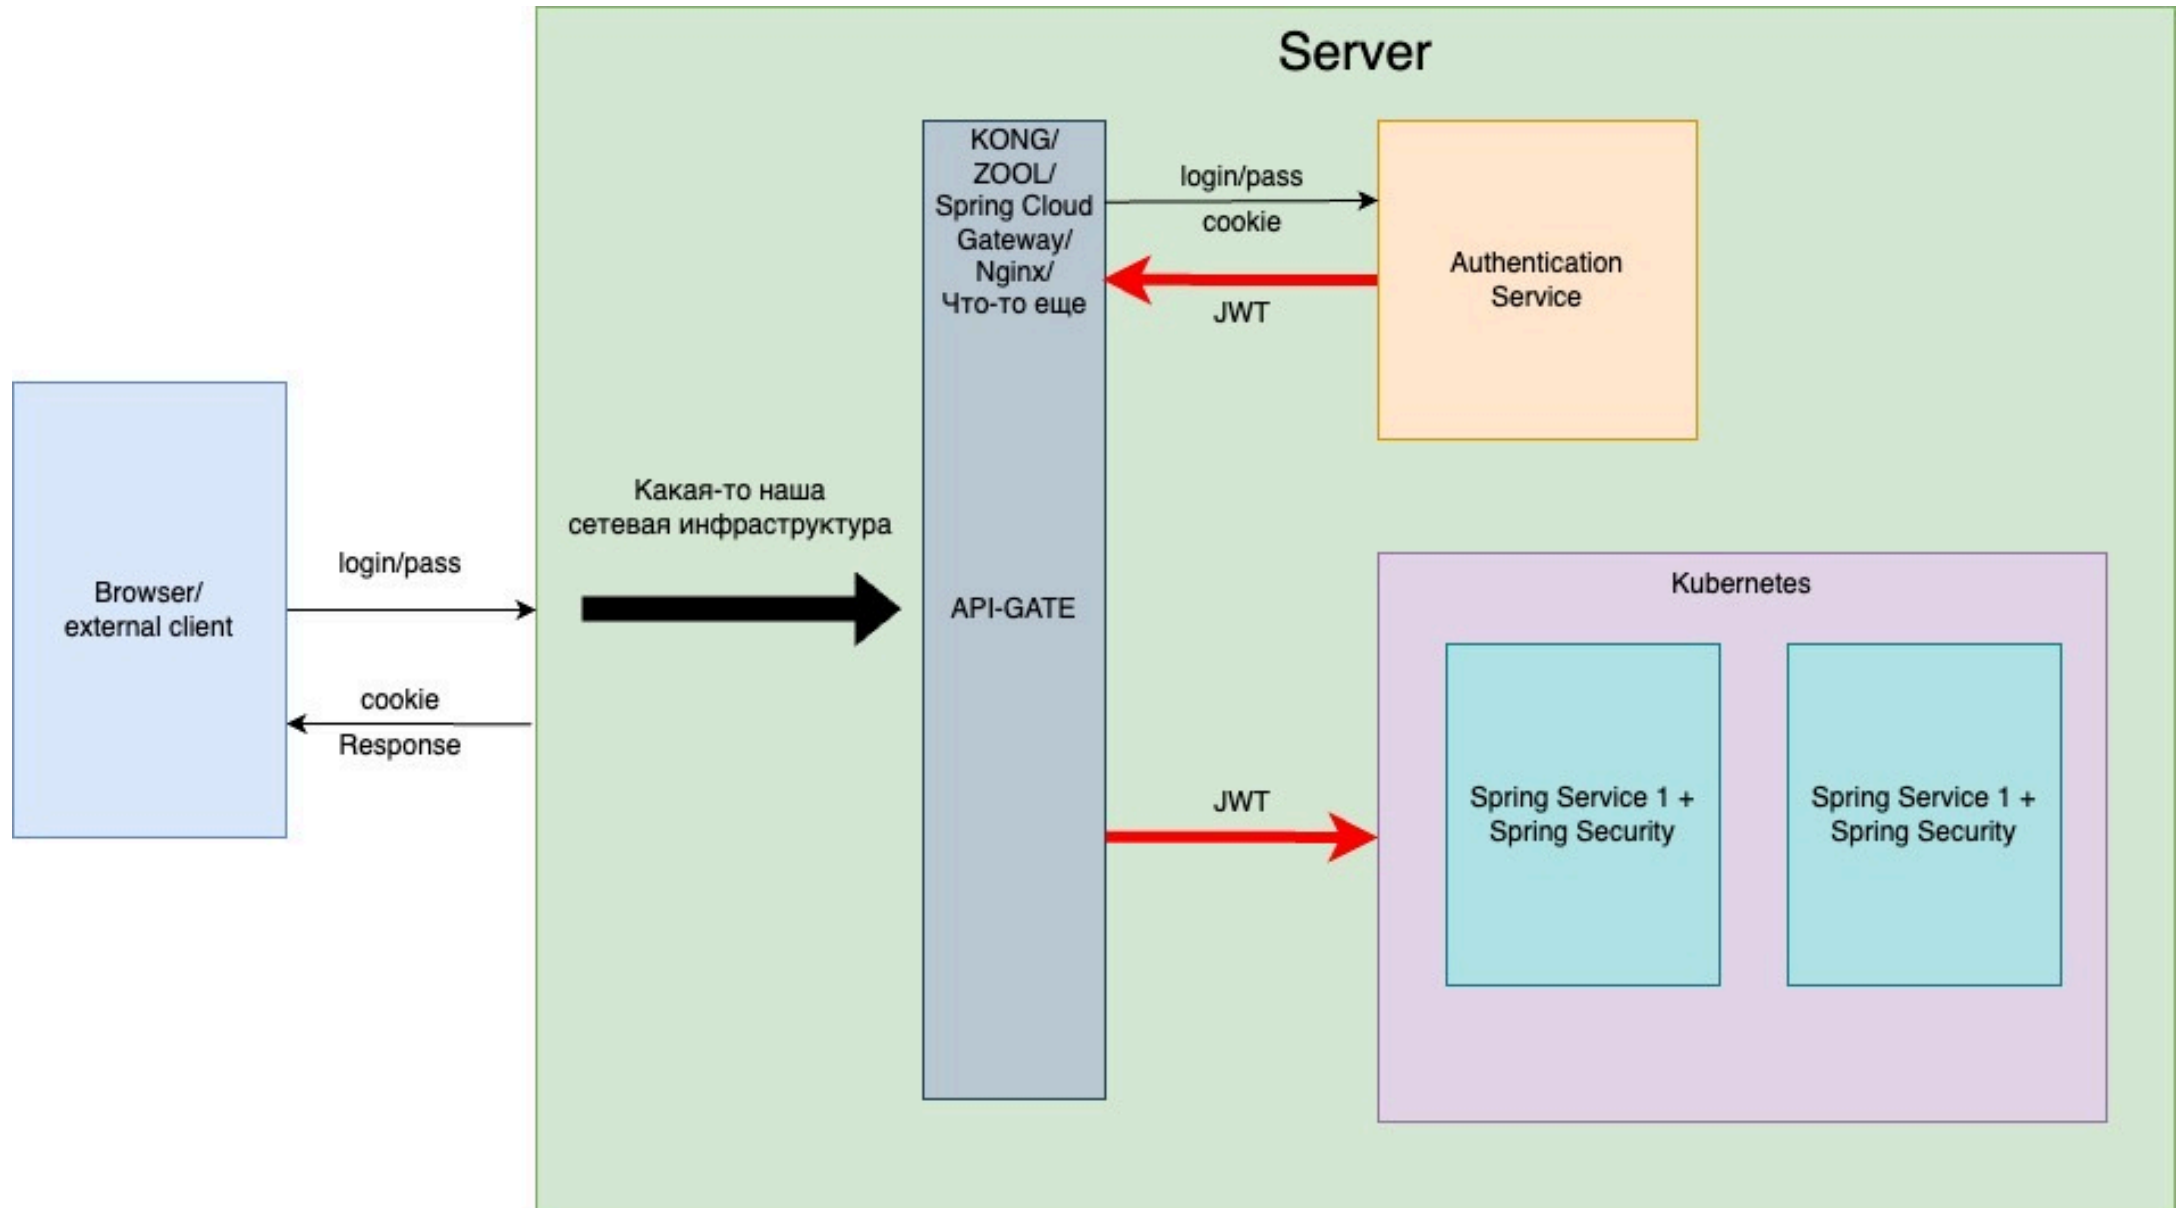 Server
KONG/
ZOOL/
Spring Cloud
Gateway/
Nginx/
Что-то еще
API-GATE
login/pass
cookie
JWT
Authentication
Service
Какая-то наша
сетевая инфраструктура
Browser/
external client
login/pass
cookie
Response
JWT
Kubernetes
Spring Service 1 +
Spring Security
Spring Service 1 +
Spring Security